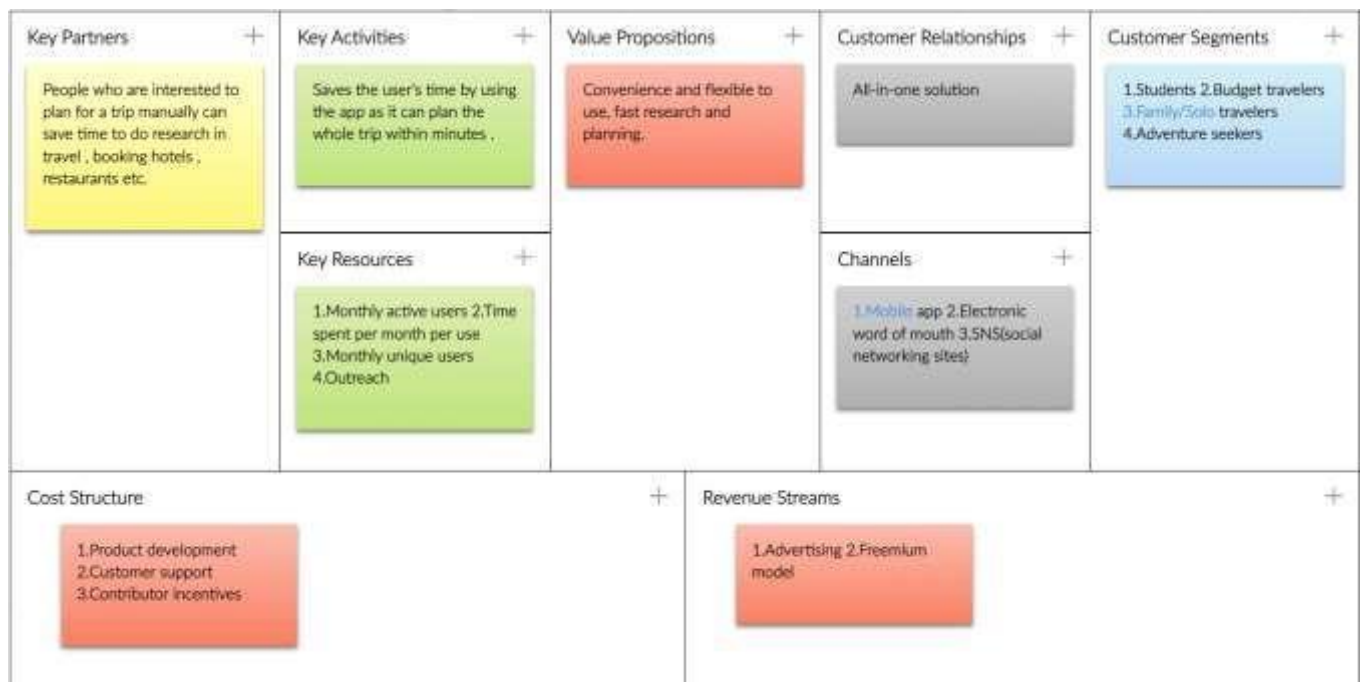 Key Partners +
People who are interested to
plan for a trip manually can
save time to do research in
travel , booking hotels ,
restaurants etc.
Key Activities +
Saves the user's time by using
the app as it can plan the
whole trip within minutes .
Key Resources +
1.Monthly active users 2.Time
spent per month per use
3.Monthly unique users
4.Outreach
Value Propositions +
Convenience and flexible to
use, fast research and
planning.
Customer Relationships +
All-in-one solution
Channels +
1.Mobile app 2.Electronic
word of mouth 3.SNS(social
networking sites)
Customer Segments +
1.Students 2.Budget travelers
3.Family/Solo travelers
4.Adventure seekers
Cost Structure +
1.Product development
2.Customer support
3.Contributor incentives
Revenue Streams +
1.Advertising 2.Freemium
model